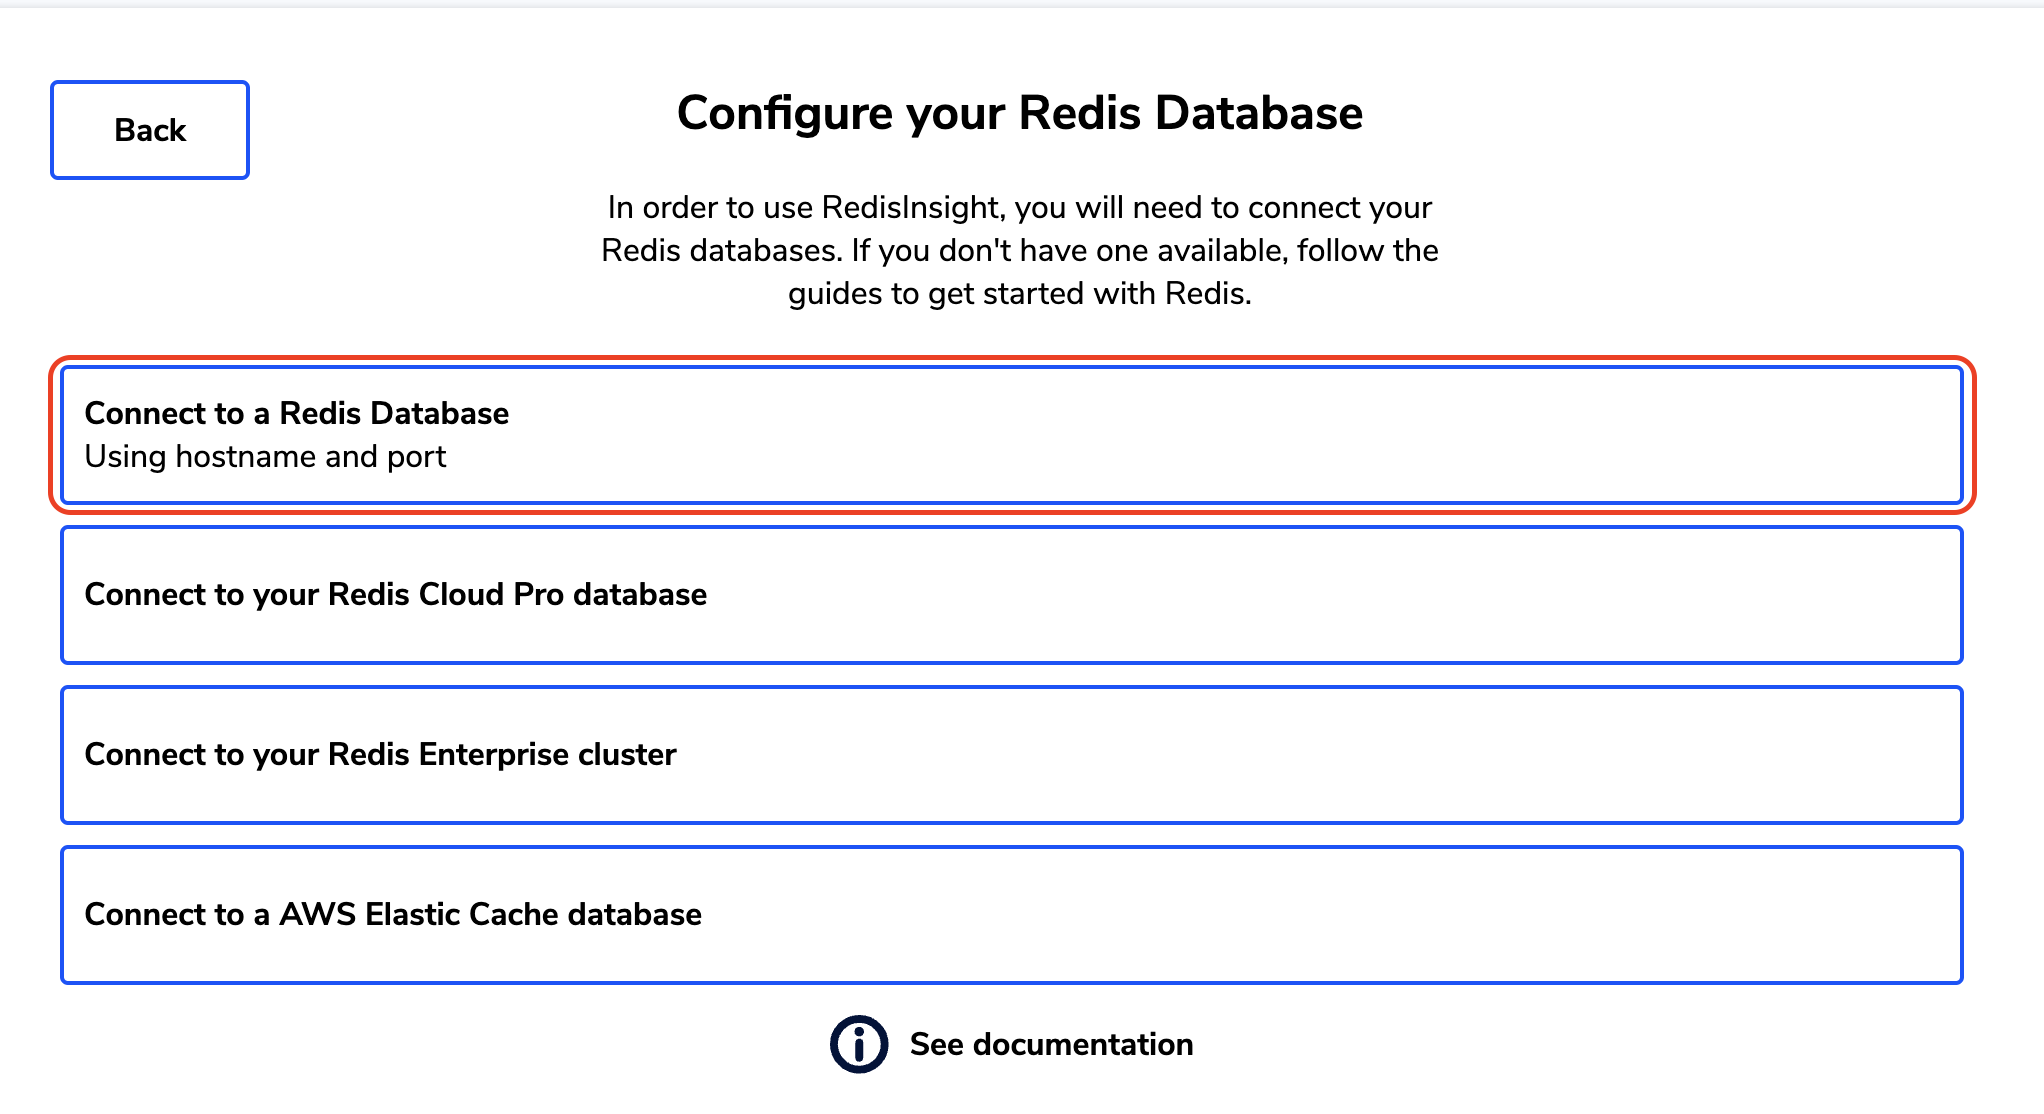 Back
Configure your Redis Database
In order to use RedisInsight, you will need to connect your
Redis databases. If you don't have one available, follow the
guides to get started with Redis.
Connect to a Redis Database
Using hostname and port
Connect to your Redis Cloud Pro database
Connect to your Redis Enterprise cluster
Connect to a AWS Elastic Cache database
See documentation